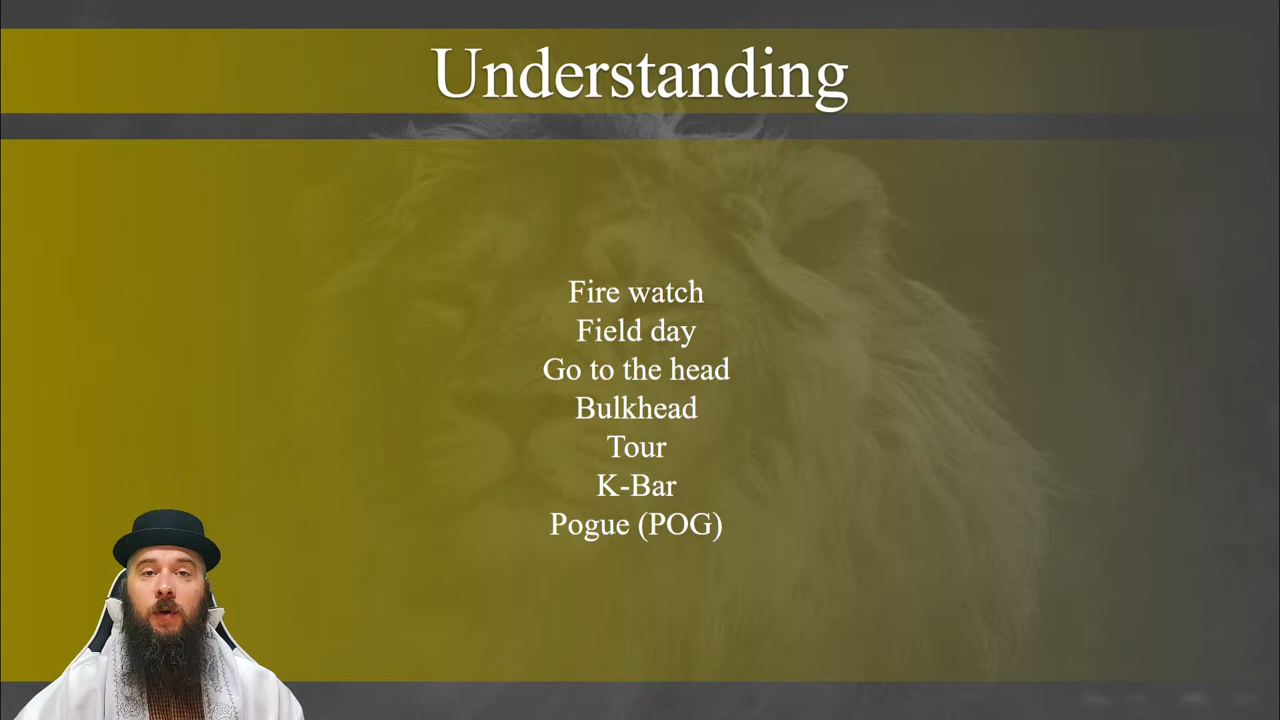 Understanding
Fire watch
Field day
Go to the head
Bulkhead
Tour
K-Bar
Pogue (POG)